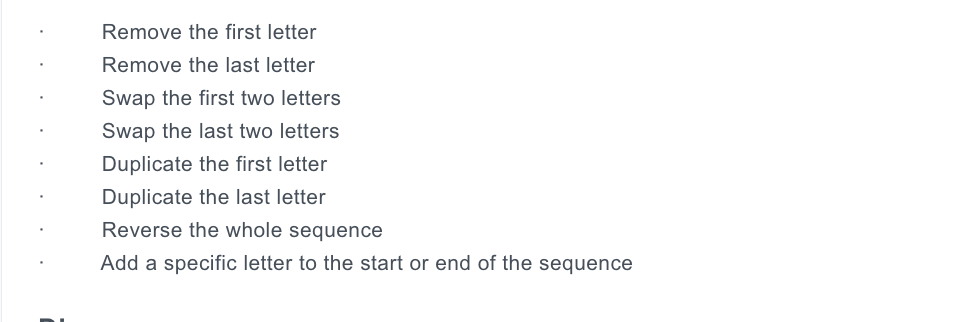 · Remove the first letter
· Remove the last letter
· Swap the first two letters
· Swap the last two letters
· Duplicate the first letter
· Duplicate the last letter
· Reverse the whole sequence
· Add a specific letter to the start or end of the sequence